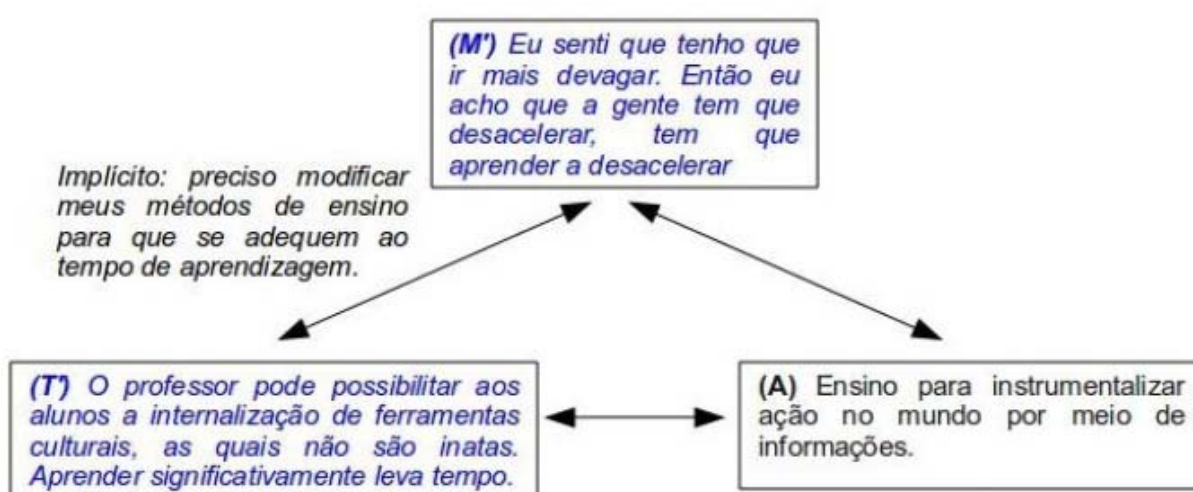 (M') Eu senti que tenho que
ir mais devagar. Então eu
acho que a gente tem que
desacelerar, tem que
aprender a desacelerar
Implícito: preciso modificar
meus métodos de ensino
para que se adequem ao
tempo de aprendizagem.
(T') O professor pode possibilitar aos
alunos a internalização de ferramentas
culturais, as quais não são inatas.
Aprender significativamente leva tempo.
(A) Ensino para instrumentalizar
ação no mundo por meio de
informações.